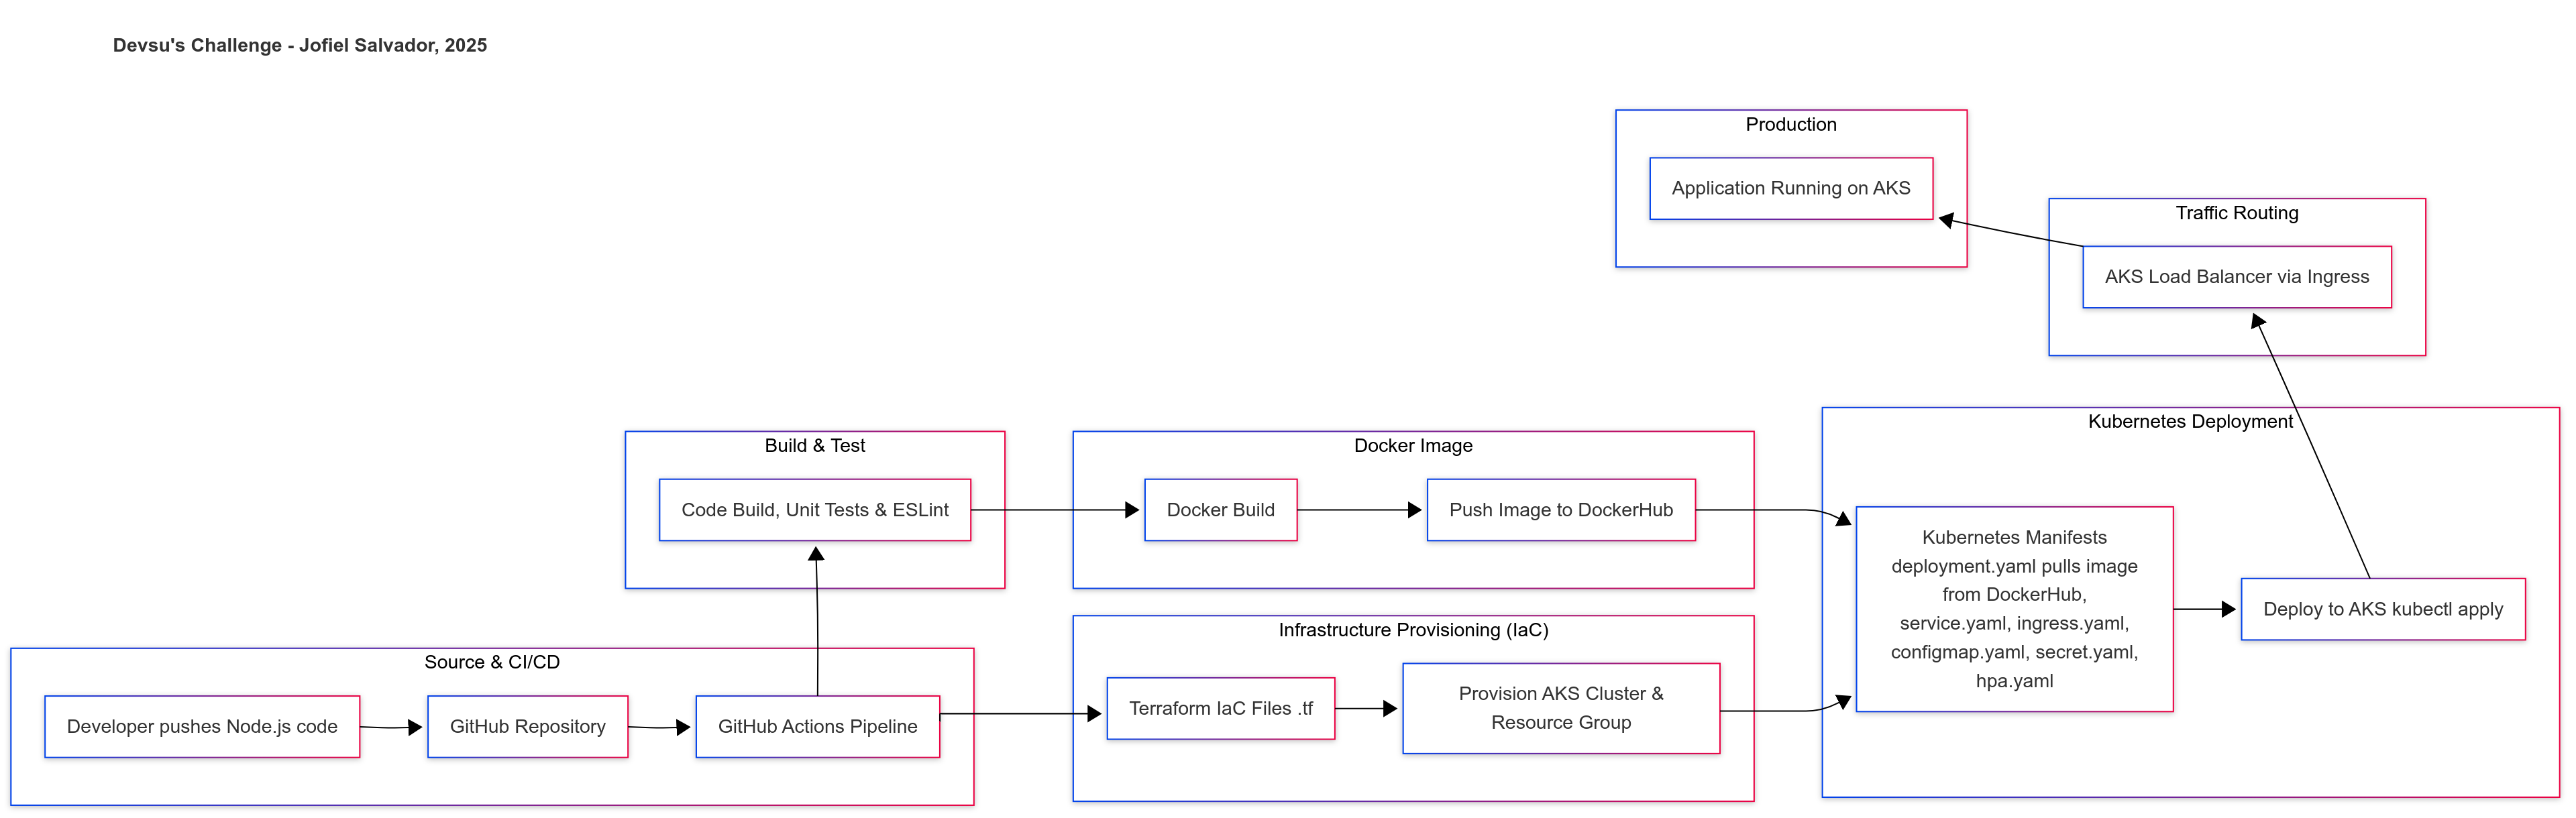 Devsu's Challenge - Jofiel Salvador, 2025
Production
Application Running on AKS
Traffic Routing
AKS Load Balancer via Ingress
Build & Test
Code Build, Unit Tests & ESLint
Docker Image
Docker Build
Push Image to DockerHub
Kubernetes Deployment
Kubernetes Manifests
deployment.yaml pulls image
from DockerHub,
service.yaml, ingress.yaml,
configmap.yaml, secret.yaml,
hpa.yaml
Deploy to AKS kubectl apply
Source & CI/CD
Developer pushes Node.js code
GitHub Repository
GitHub Actions Pipeline
Infrastructure Provisioning (IaC)
Terraform IaC Files .tf
Provision AKS Cluster &
Resource Group